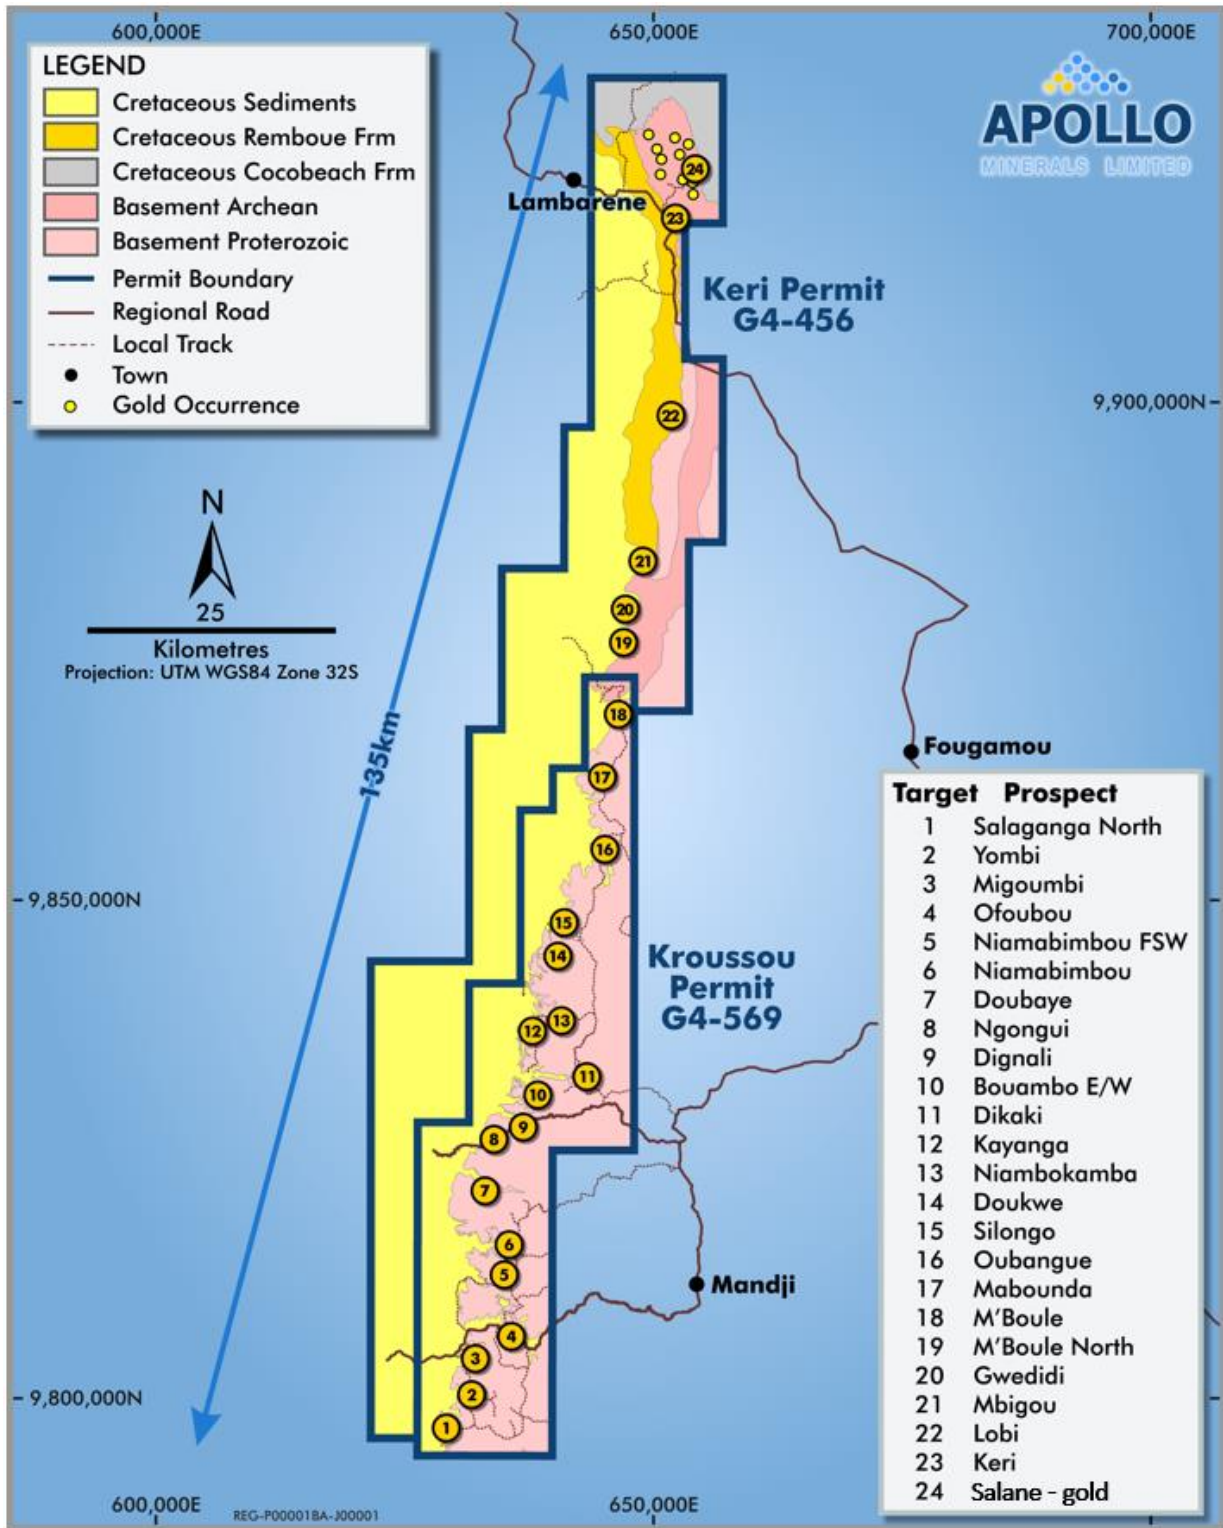 600,000E
650,000E
700,000E
LEGEND
Cretaceous Sediments
Cretaceous Remboue Frm
Cretaceous Cocobeach Frm
Basement Archean
Basement Proterozoic
Permit Boundary
Regional Road
Local Track
Town
Gold Occurrence
APOLLO
MINERALS LIMITED
24
Lambarene
23
Keri Permit
G4-456
9,900,000N
22
N
25
Kilometres
Projection: UTM WGS84 Zone 32S
21
20
19
18
135km
17
16
Fougamou
9,850,000N
15
14
Kroussou
Permit
G4-569
13
12
11
10
9
8
7
6
5
Mandji
4
3
2
1
9,800,000N
Target Prospect
1 Salaganga North
2 Yombi
3 Migoumbi
4 Ofoubou
5 Niamabimbou FSW
6 Niamabimbou
7 Doubaye
8 Ngongui
9 Dignali
10 Bouambo E/W
11 Dikaki
12 Kayanga
13 Niambokamba
14 Doukwe
15 Silongo
16 Oubangue
17 Mabounda
18 M'Boule
19 M'Boule North
20 Gwedidi
21 Mbigou
22 Lobi
23 Keri
24 Salane - gold
600,000E
REG-P000018A-J00001
650,000E